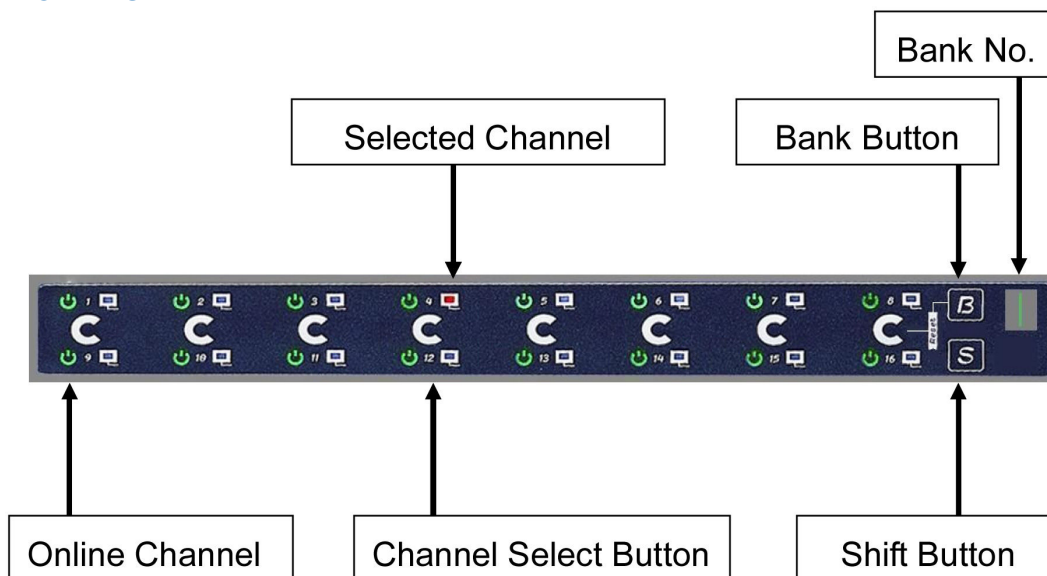 Bank No.
Selected Channel
Bank Button
1 2 3 4 5 6 7 8 B
C C C C C C C C Reset
9 10 11 12 13 14 15 16 S
Online Channel
Channel Select Button
Shift Button